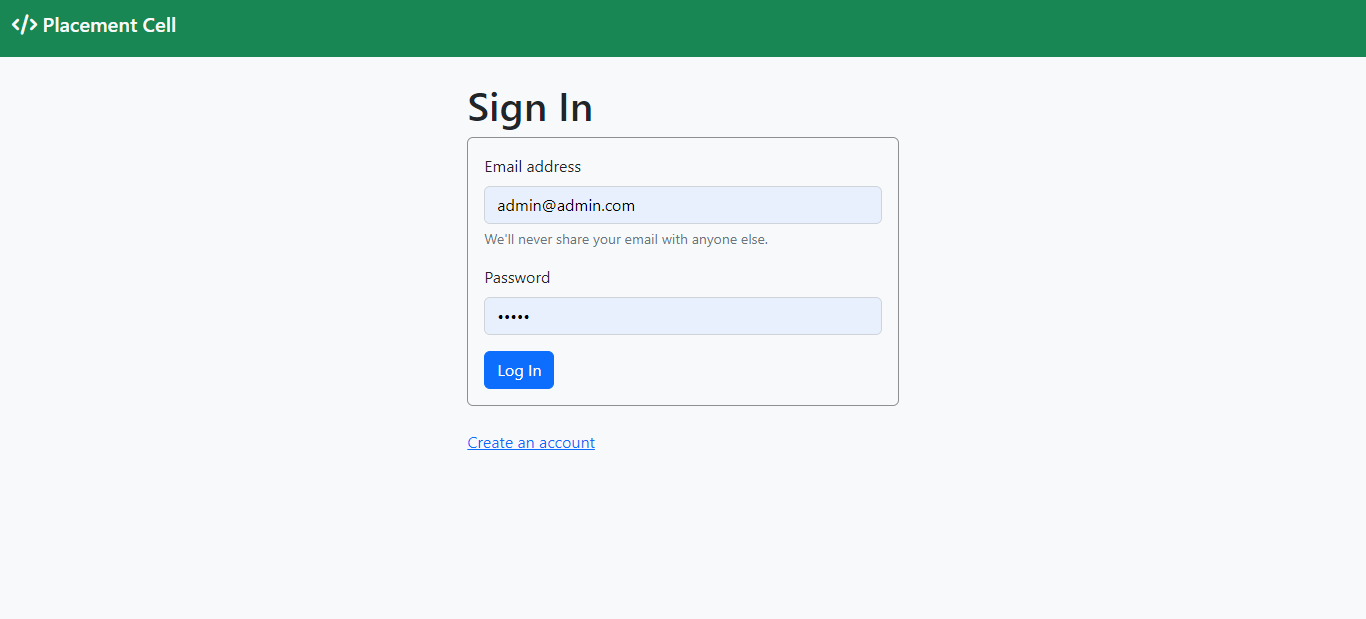 </> Placement Cell
Sign In
Email address
admin@admin.com
We'll never share your email with anyone else.
Password
•••••
Log In
Create an account